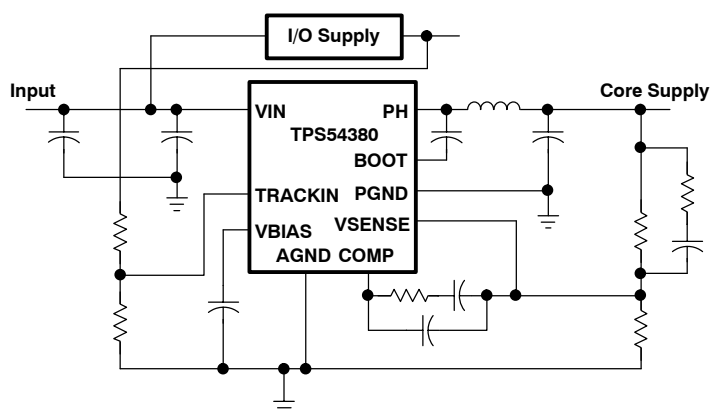 I/O Supply
Input
Core Supply
VIN
PH
TPS54380
BOOT
TRACKIN
PGND
VSENSE
VBIAS
AGND COMP